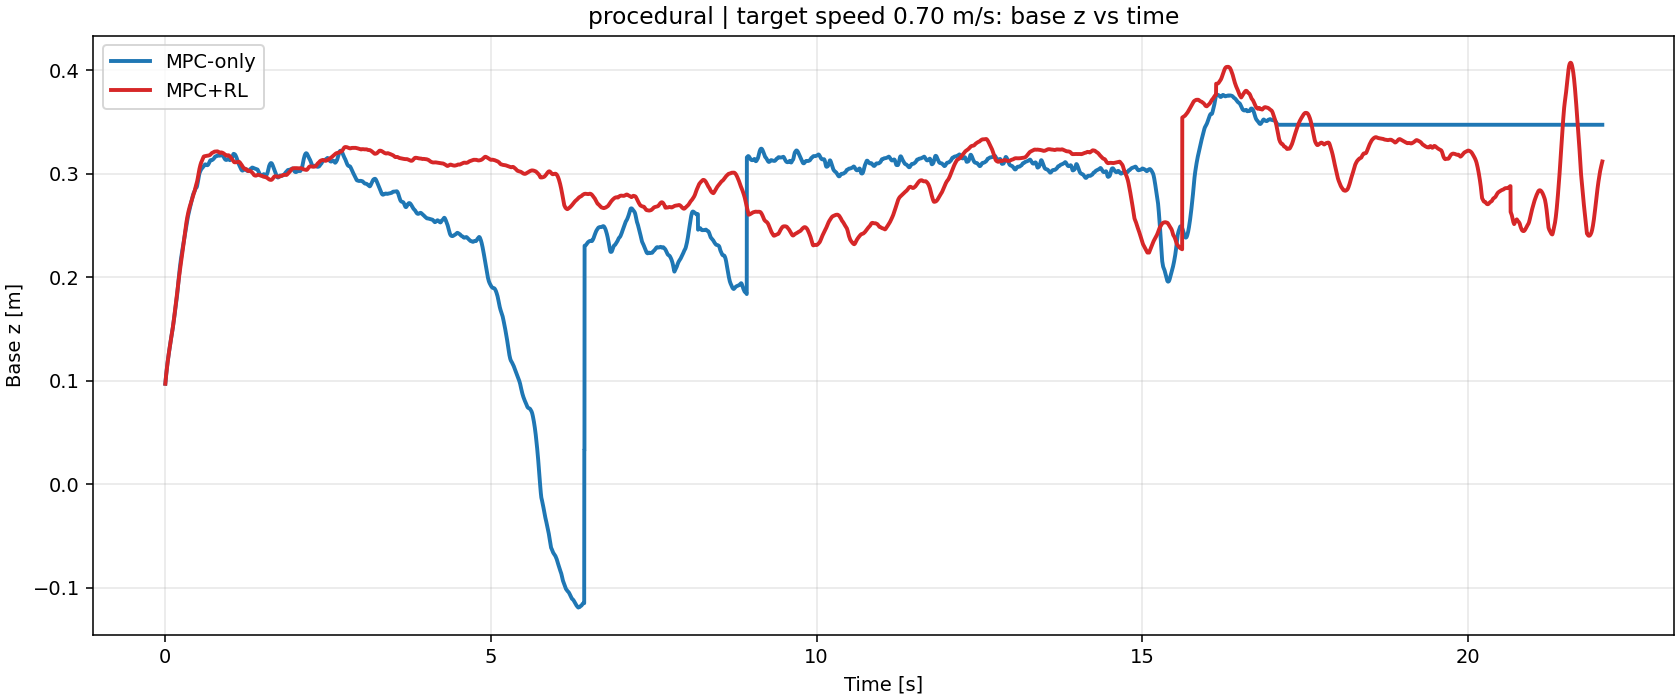 procedural | target speed 0.70 m/s: base z vs time
MPC-only
MPC+RL
0.4
0.3
0.2
0.1
0.0
−0.1
Base z [m]
0 5 10 15 20
Time [s]